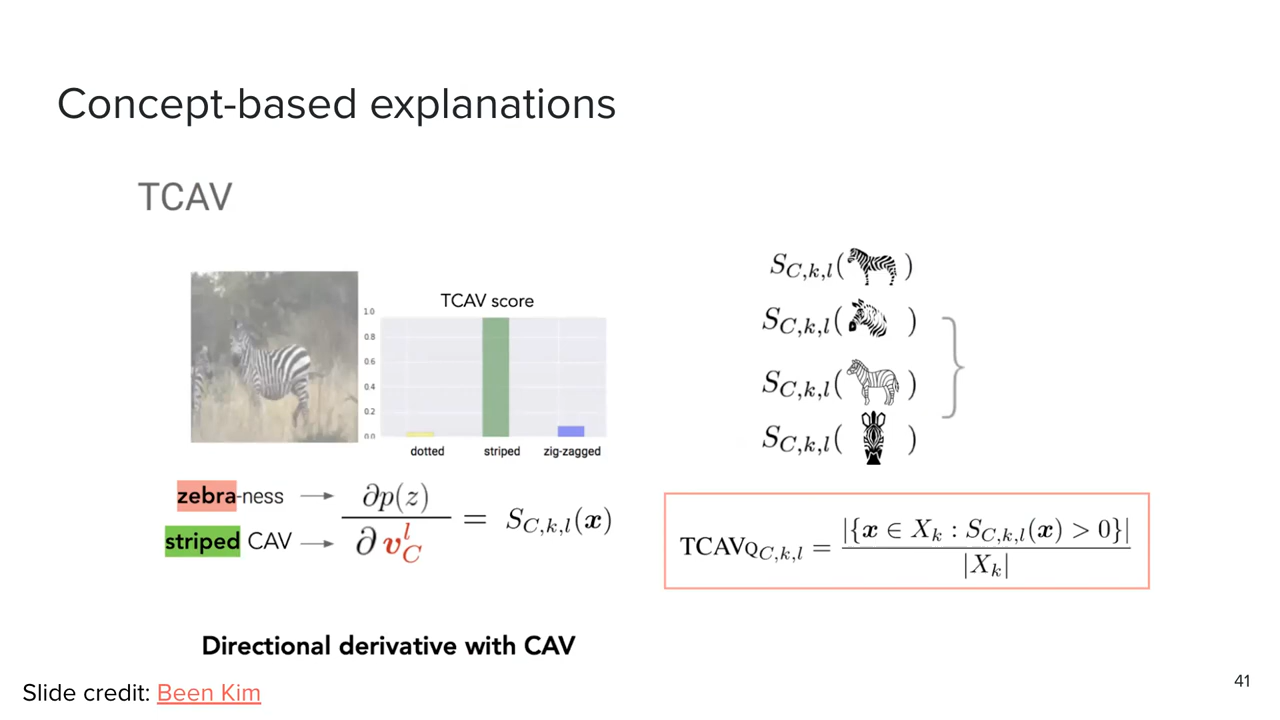 Concept-based explanations
TCAV
TCAV score
1.0
0.8
0.6
0.4
0.2
0.0
dotted striped zig-zagged
zebra-ness → ∂p(z)
striped CAV → ∂v_C^l
= S_{C,k,l}(x)
Directional derivative with CAV
S_{C,k,l}( )
S_{C,k,l}( )
S_{C,k,l}( )
S_{C,k,l}( )
TCAV_{Q_{C,k,l}} = |{x ∈ X_k : S_{C,k,l}(x) > 0}|
|X_k|
Slide credit: Been Kim
41